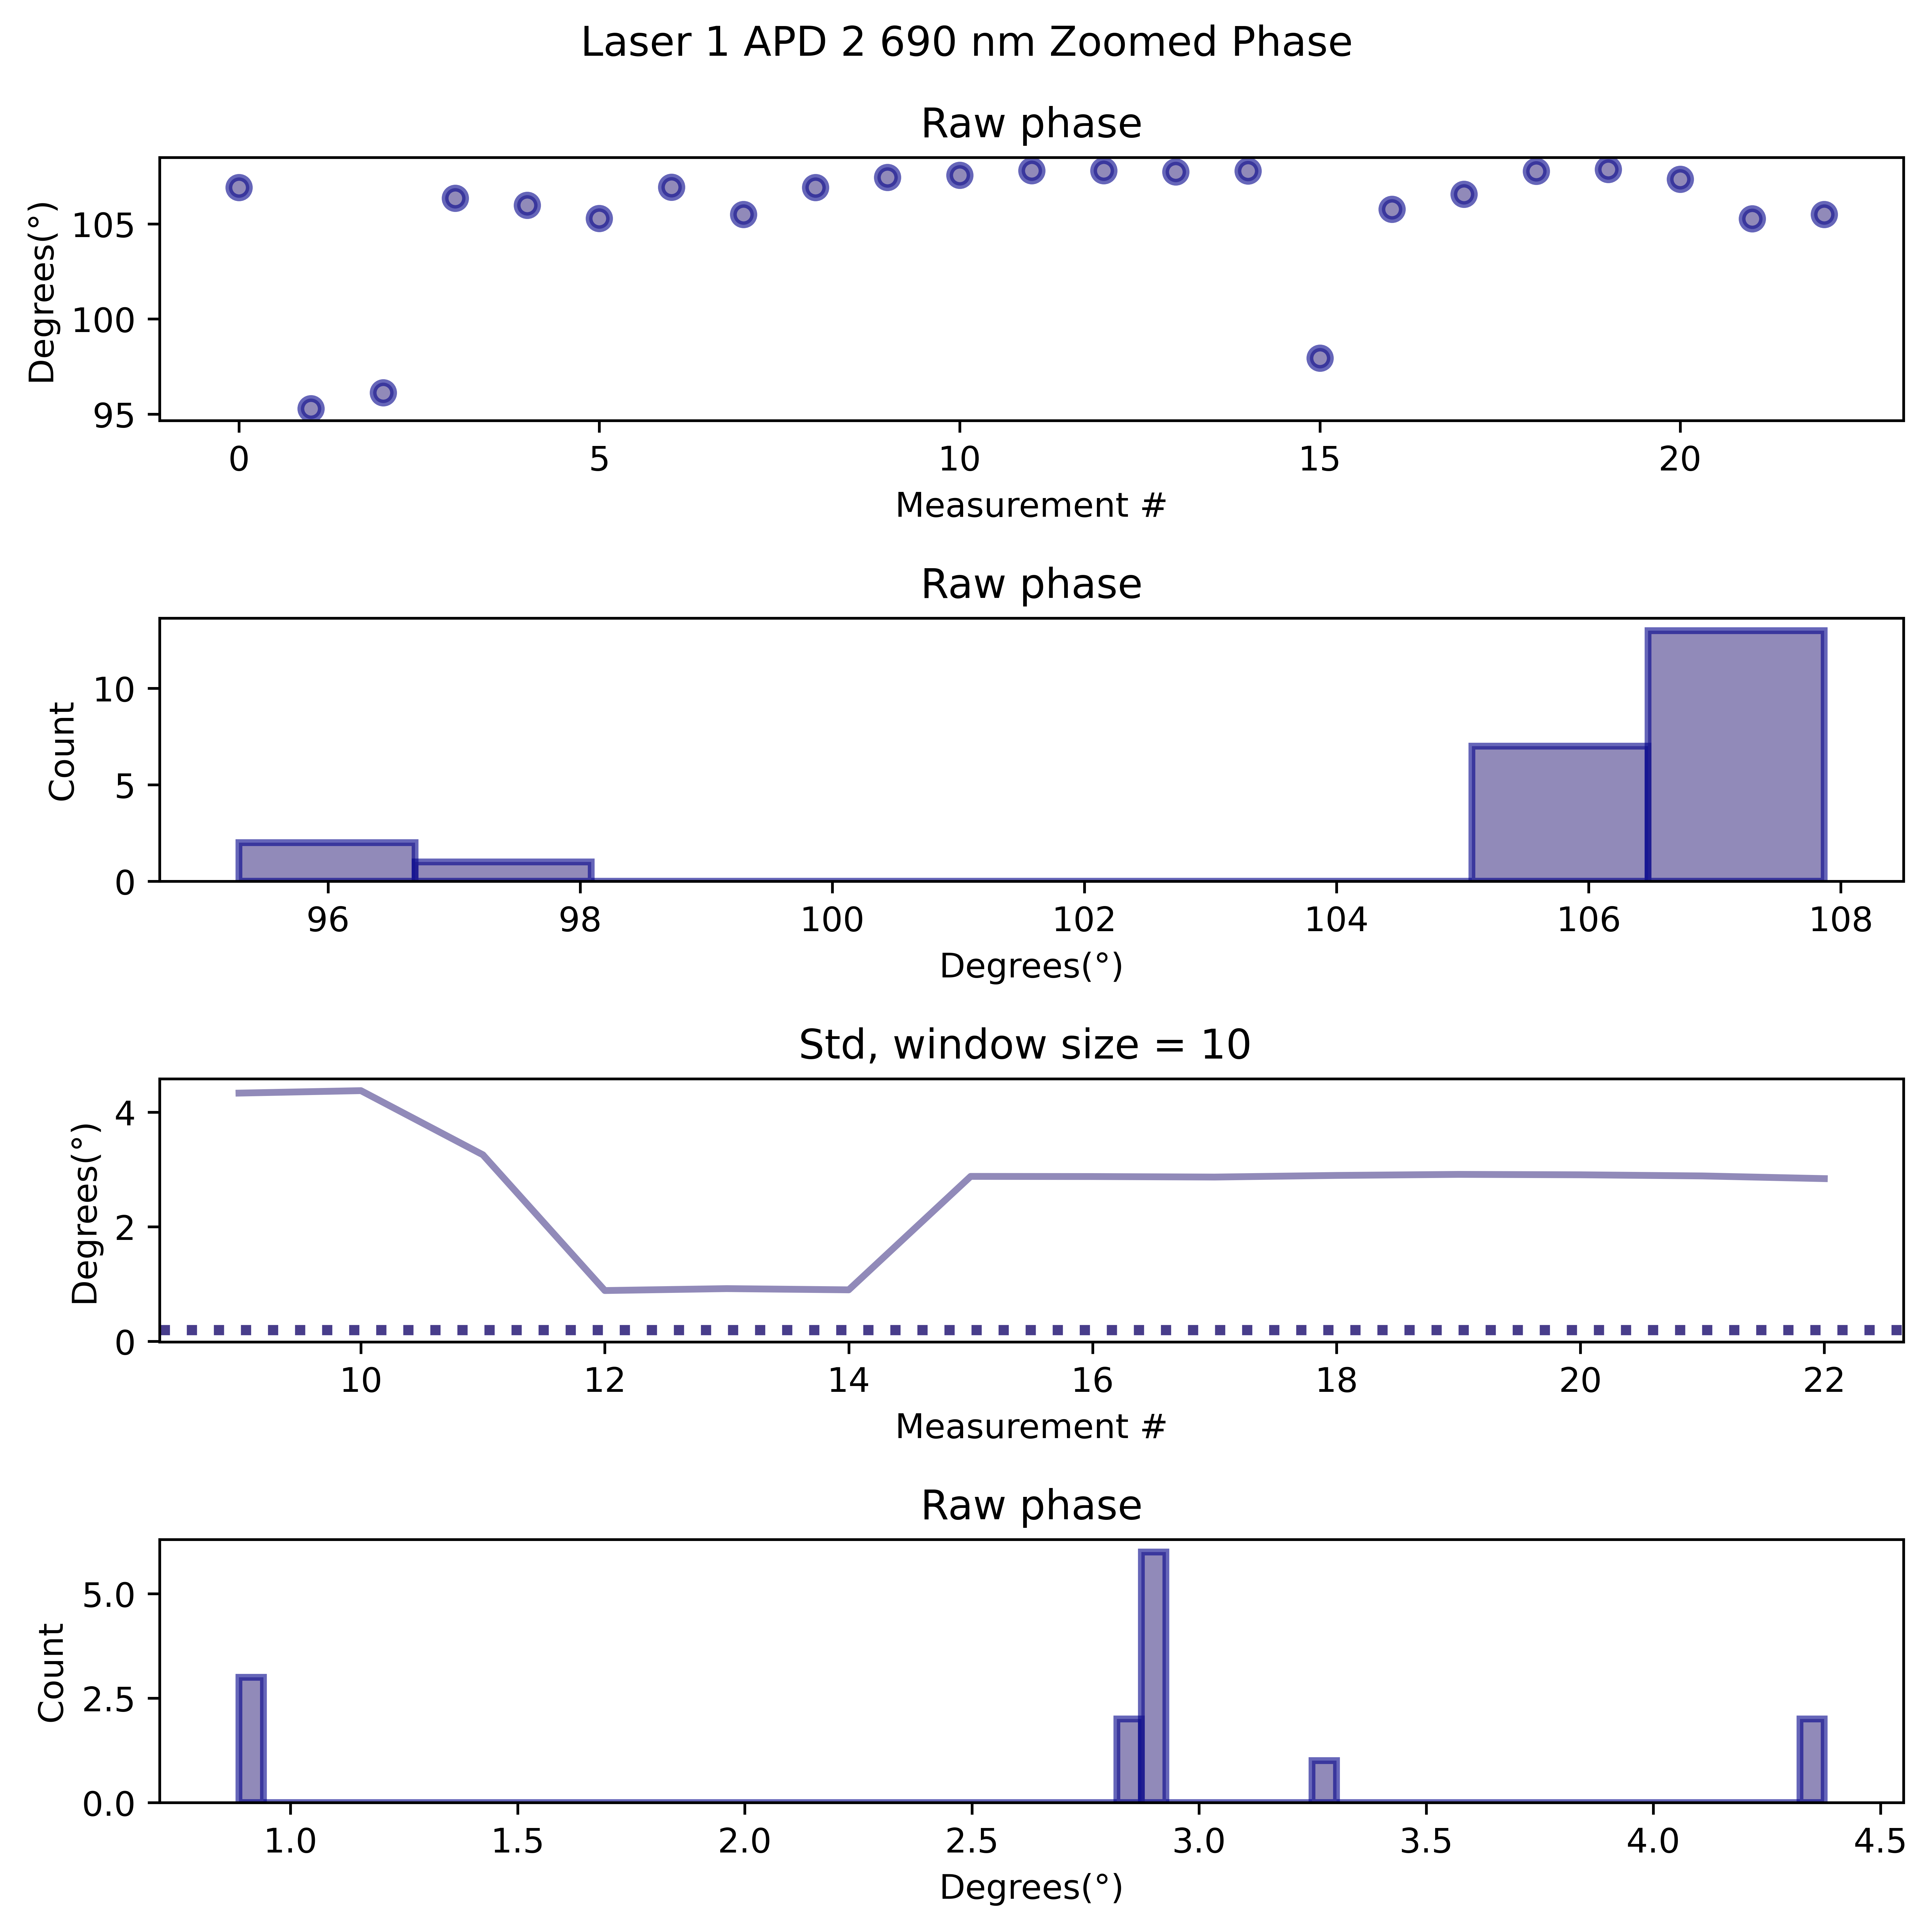 Laser 1 APD 2 690 nm Zoomed Phase
Raw phase
Degrees(°)
105
100
95
0 5 10 15 20
Measurement #
Raw phase
Count
10
5
0
96 98 100 102 104 106 108
Degrees(°)
Std, window size = 10
Degrees(°)
4
2
0
10 12 14 16 18 20 22
Measurement #
Raw phase
Count
5.0
2.5
0.0
1.0 1.5 2.0 2.5 3.0 3.5 4.0 4.5
Degrees(°)